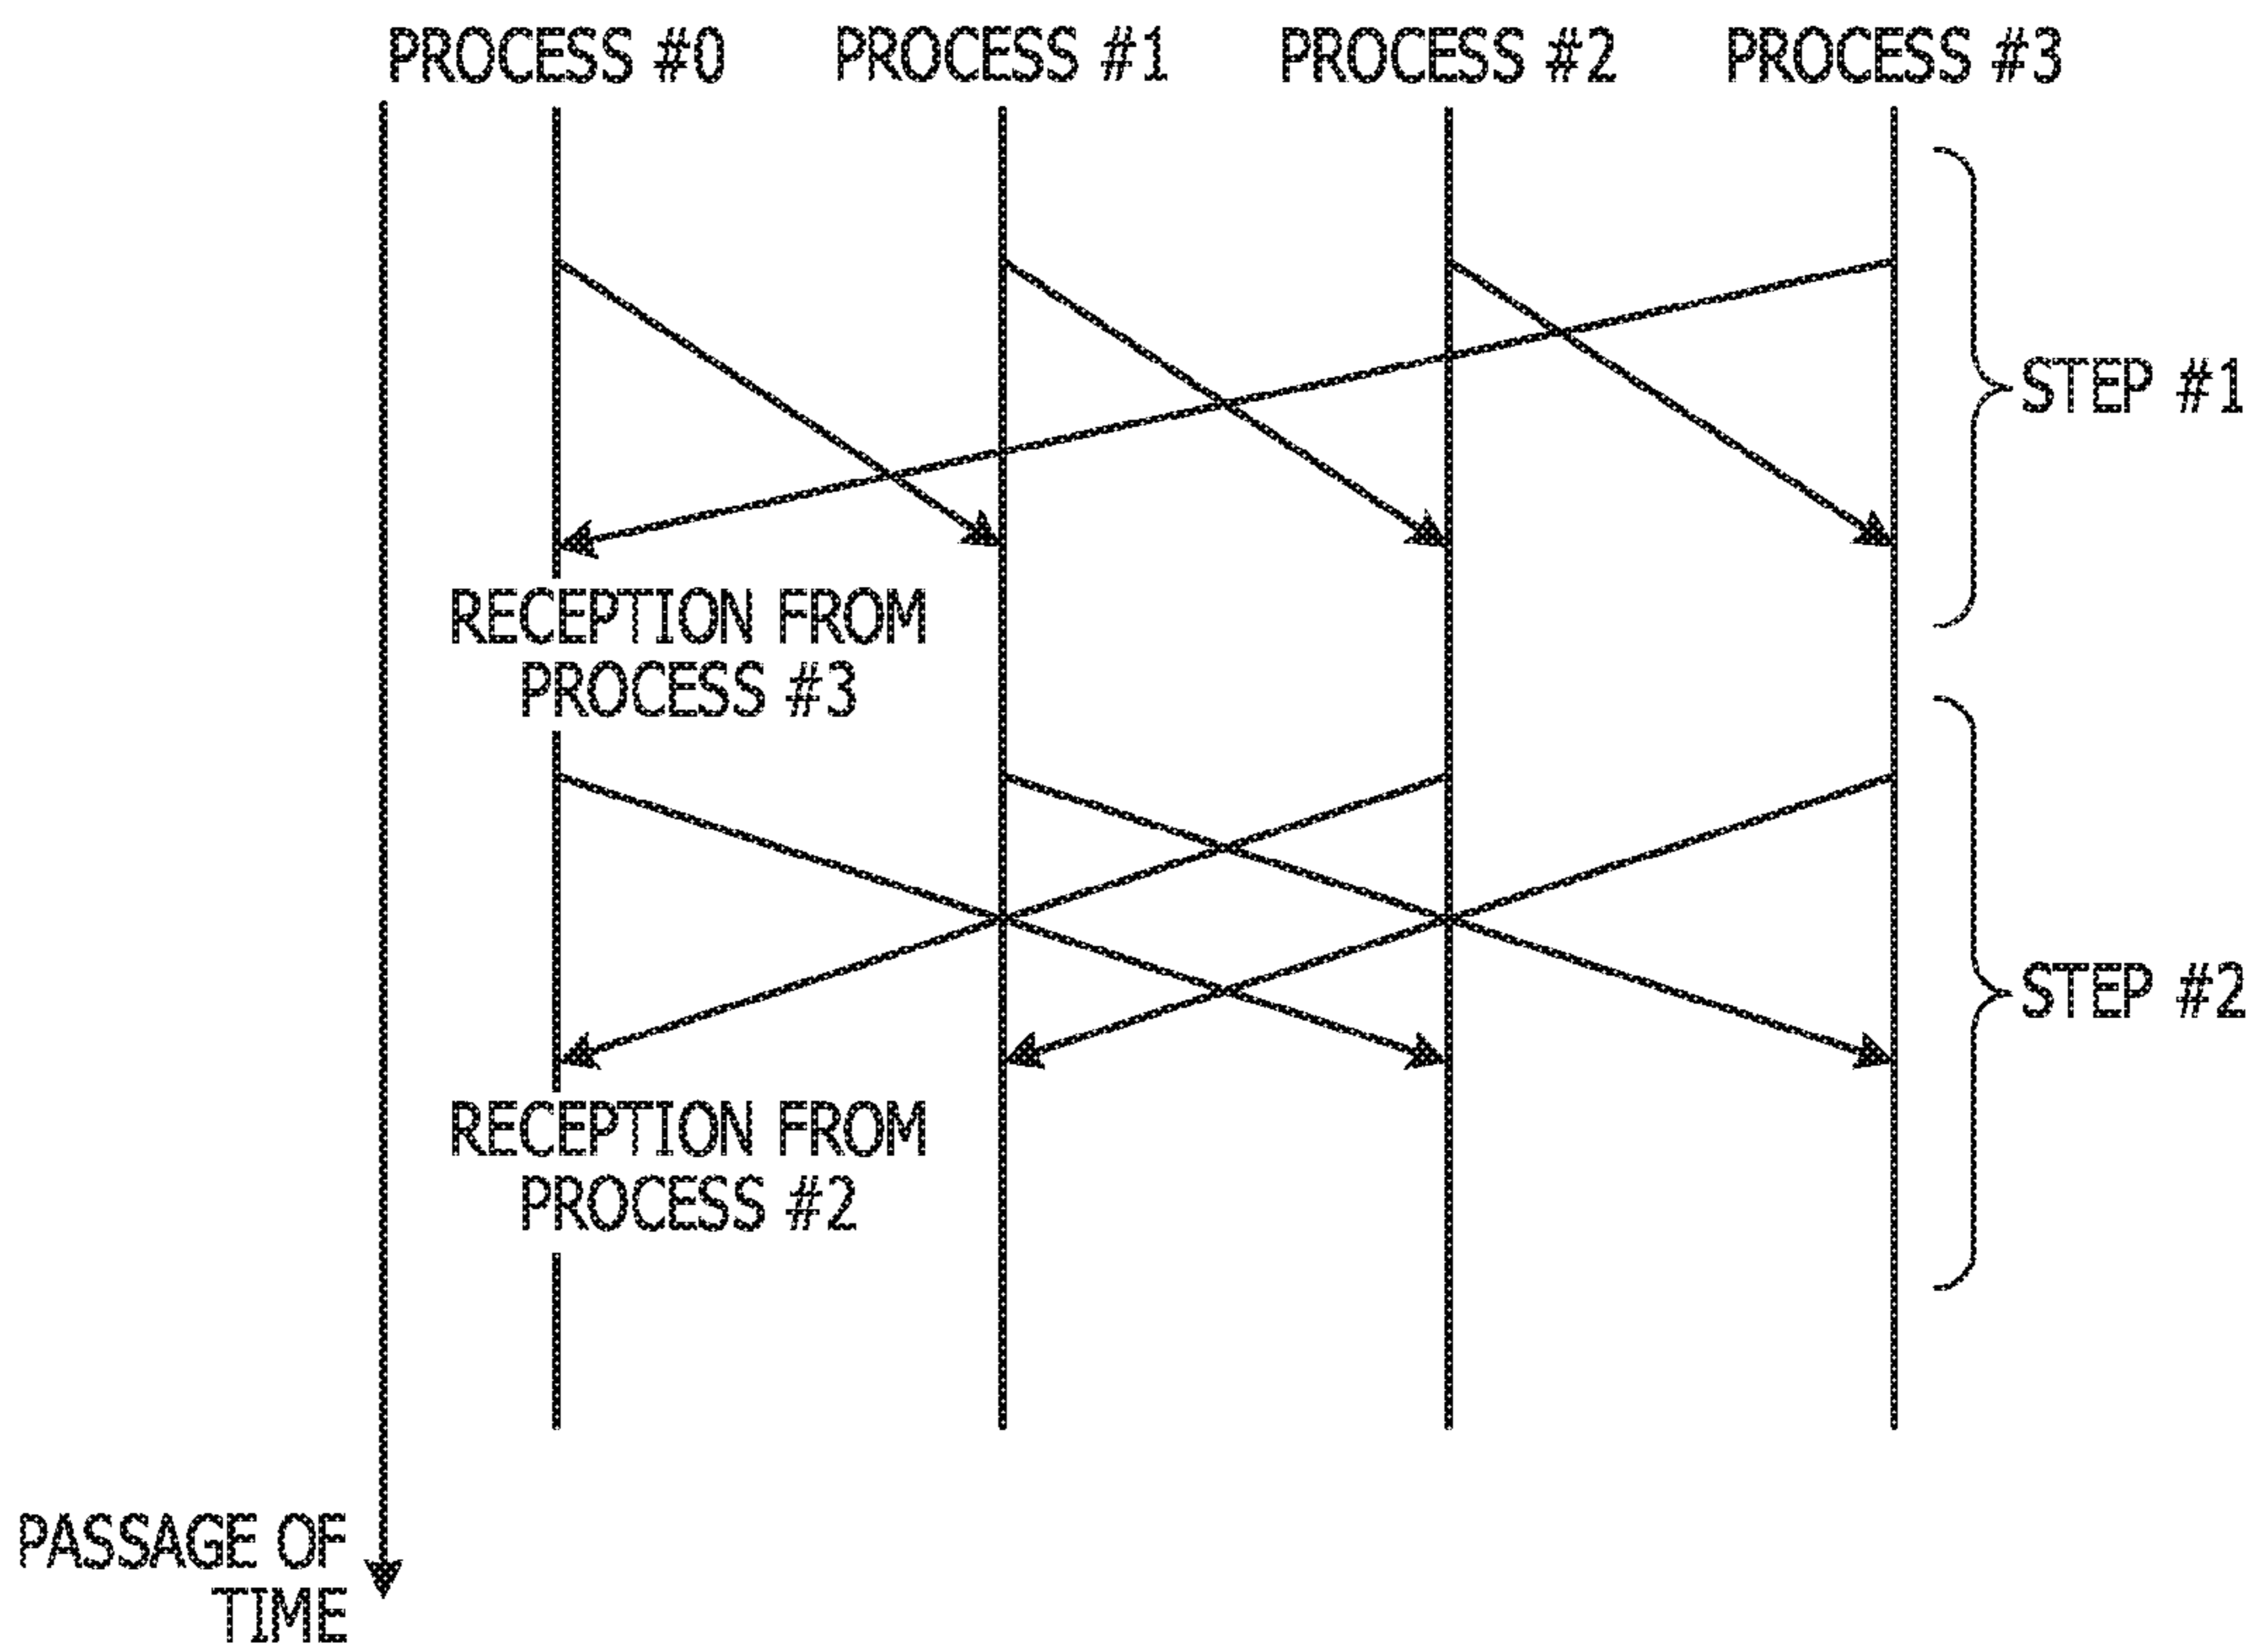 PROCESS #0
PROCESS #1
PROCESS #2
PROCESS #3
STEP #1
RECEPTION FROM
PROCESS #3
STEP #2
RECEPTION FROM
PROCESS #2
PASSAGE OF
TIME